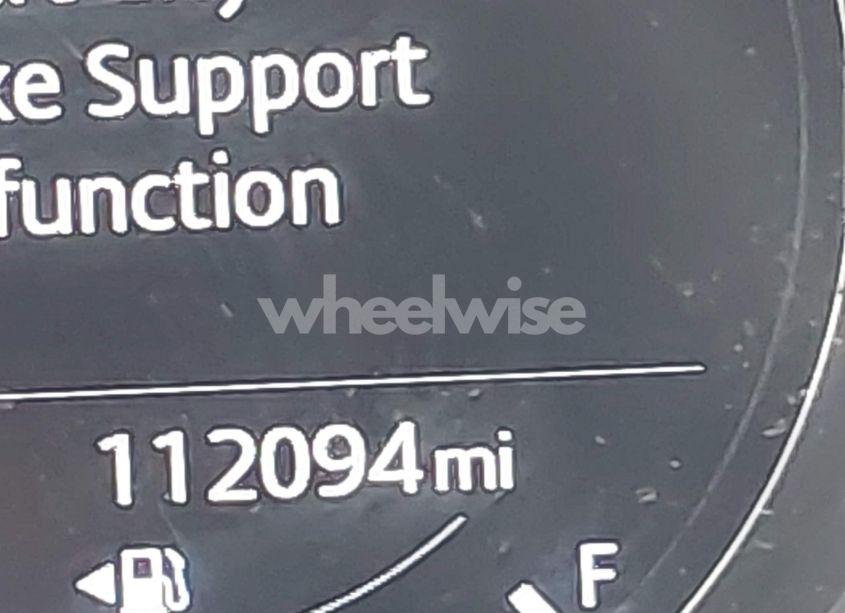 ke Support
function
wheelwise
112094mi
F